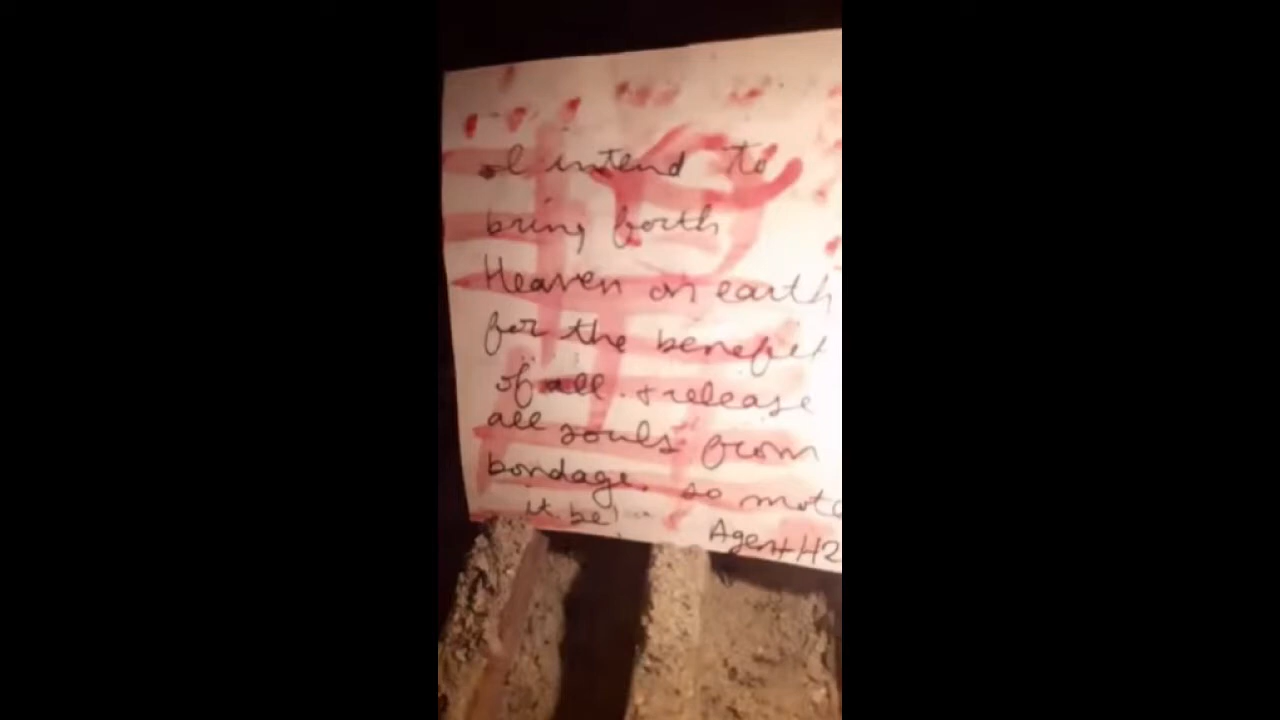 I intend to
bring forth
Heaven on earth
for the benefit
of all. + release
all souls from
bondage. so mote
it be!
Agent H2